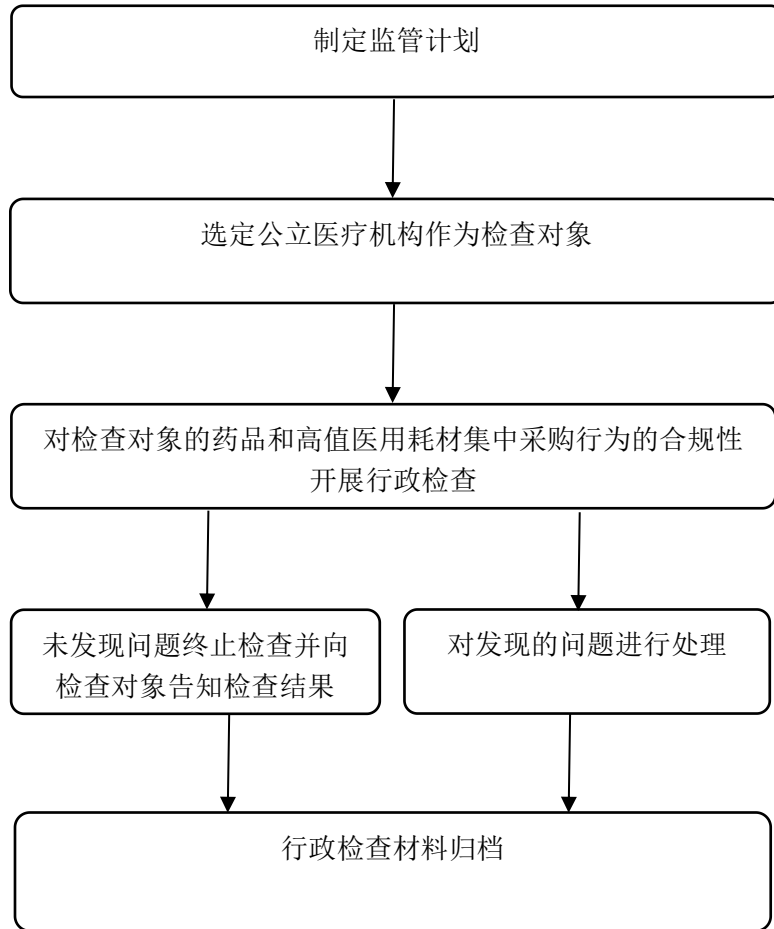 制定监管计划
选定公立医疗机构作为检查对象
对检查对象的药品和高值医用耗材集中采购行为的合规性
开展行政检查
未发现问题终止检查并向
检查对象告知检查结果
对发现的问题进行处理
行政检查材料归档